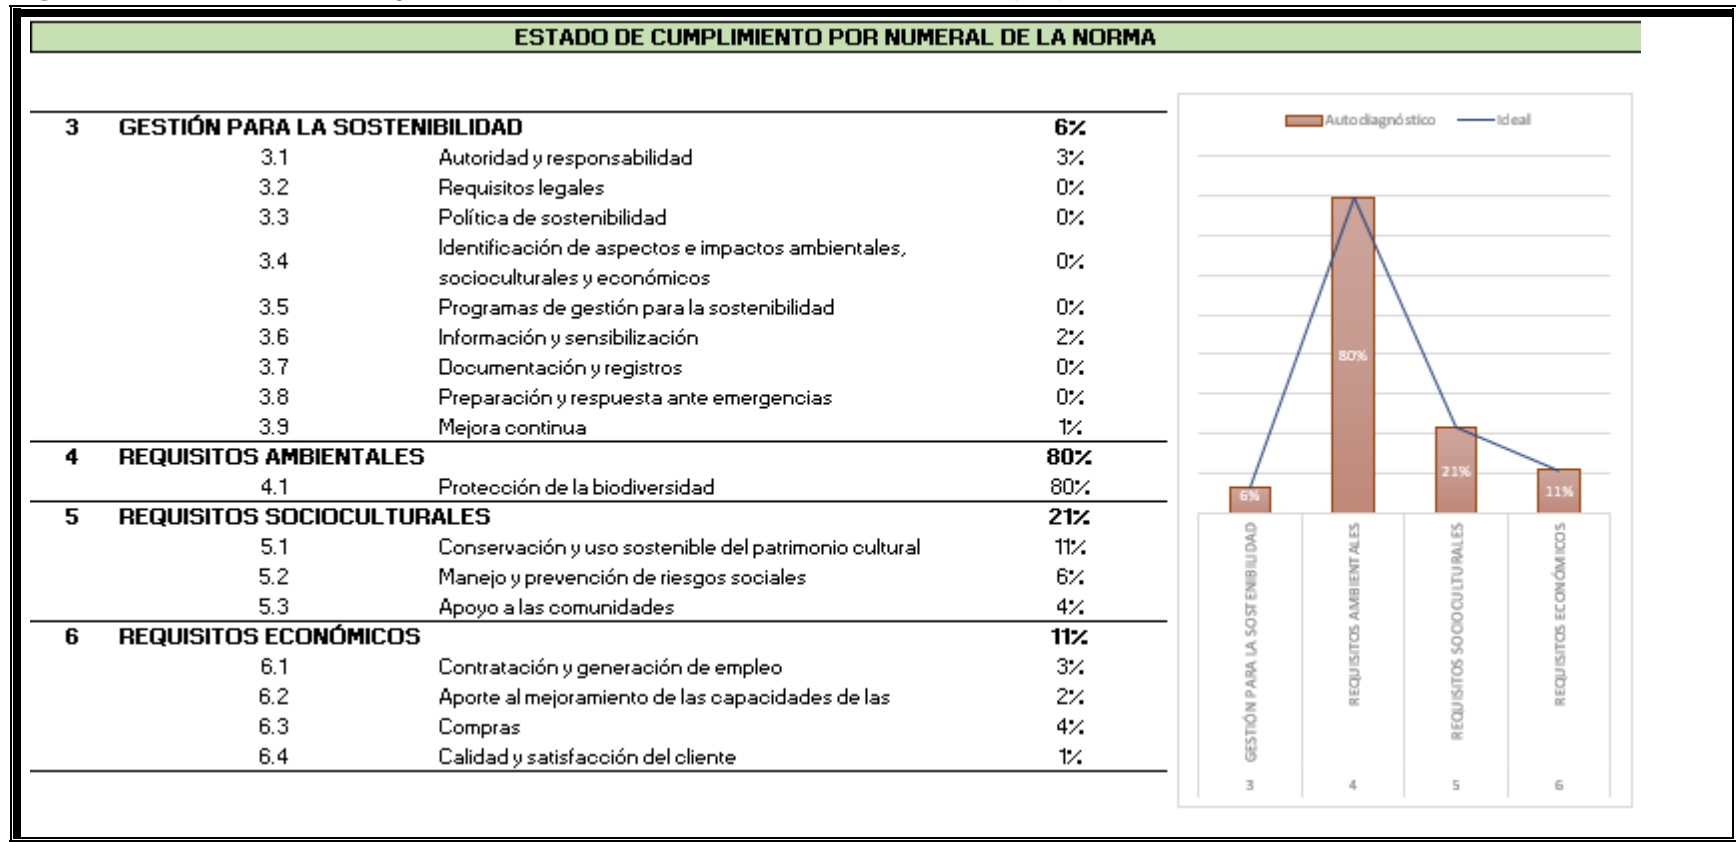 ESTADO DE CUMPLIMIENTO POR NUMERAL DE LA NORMA
3 GESTIÓN PARA LA SOSTENIBILIDAD 6%
3.1 Autoridad y responsabilidad 3%
3.2 Requisitos legales 0%
3.3 Política de sostenibilidad 0%
3.4 Identificación de aspectos e impactos ambientales, socioculturales y económicos 0%
3.5 Programas de gestión para la sostenibilidad 0%
3.6 Información y sensibilización 2%
3.7 Documentación y registros 0%
3.8 Preparación y respuesta ante emergencias 0%
3.9 Mejora continua 1%
4 REQUISITOS AMBIENTALES 80%
4.1 Protección de la biodiversidad 80%
5 REQUISITOS SOCIOCULTURALES 21%
5.1 Conservación y uso sostenible del patrimonio cultural 11%
5.2 Manejo y prevención de riesgos sociales 6%
5.3 Apoyo a las comunidades 4%
6 REQUISITOS ECONÓMICOS 11%
6.1 Contratación y generación de empleo 3%
6.2 Aporte al mejoramiento de las capacidades de las 2%
6.3 Compras 4%
6.4 Calidad y satisfacción del cliente 1%
Autodiagnóstico Ideal
6%
80%
21%
11%
GESTIÓN PARA LA SOSTENIBILIDAD
REQUISITOS AMBIENTALES
REQUISITOS SOCIOCULTURALES
REQUISITOS ECONÓMICOS
3 4 5 6